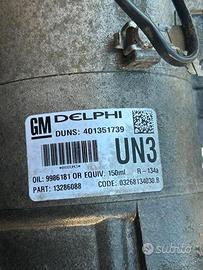 GM DELPHI
DUNS: 401351739
UN3
OIL: 9986181 OR EQUIV. 150ml R-134a
PART: 13286088 CODE: 03268134030.B
subito